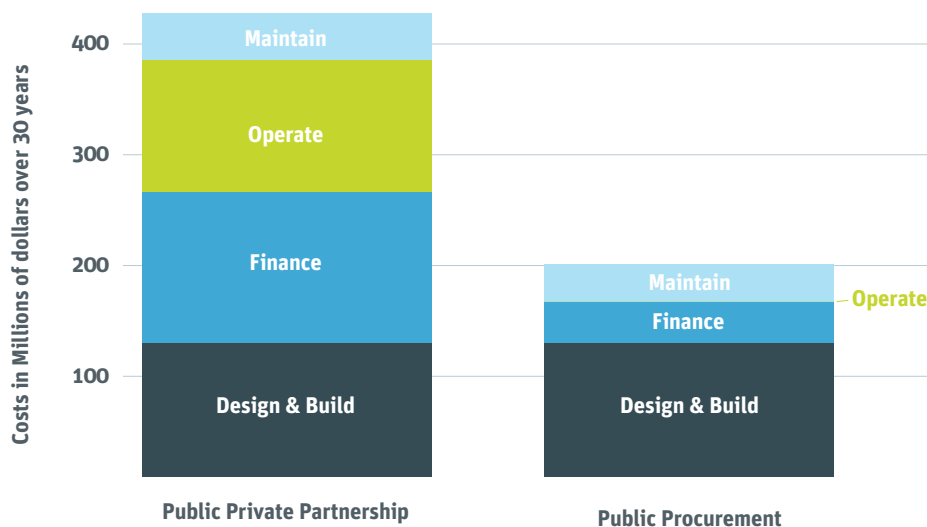 Costs in Millions of dollars over 30 years
400
300
200
100
Maintain
Operate
Finance
Design & Build
Public Private Partnership
Maintain
Operate
Finance
Design & Build
Public Procurement